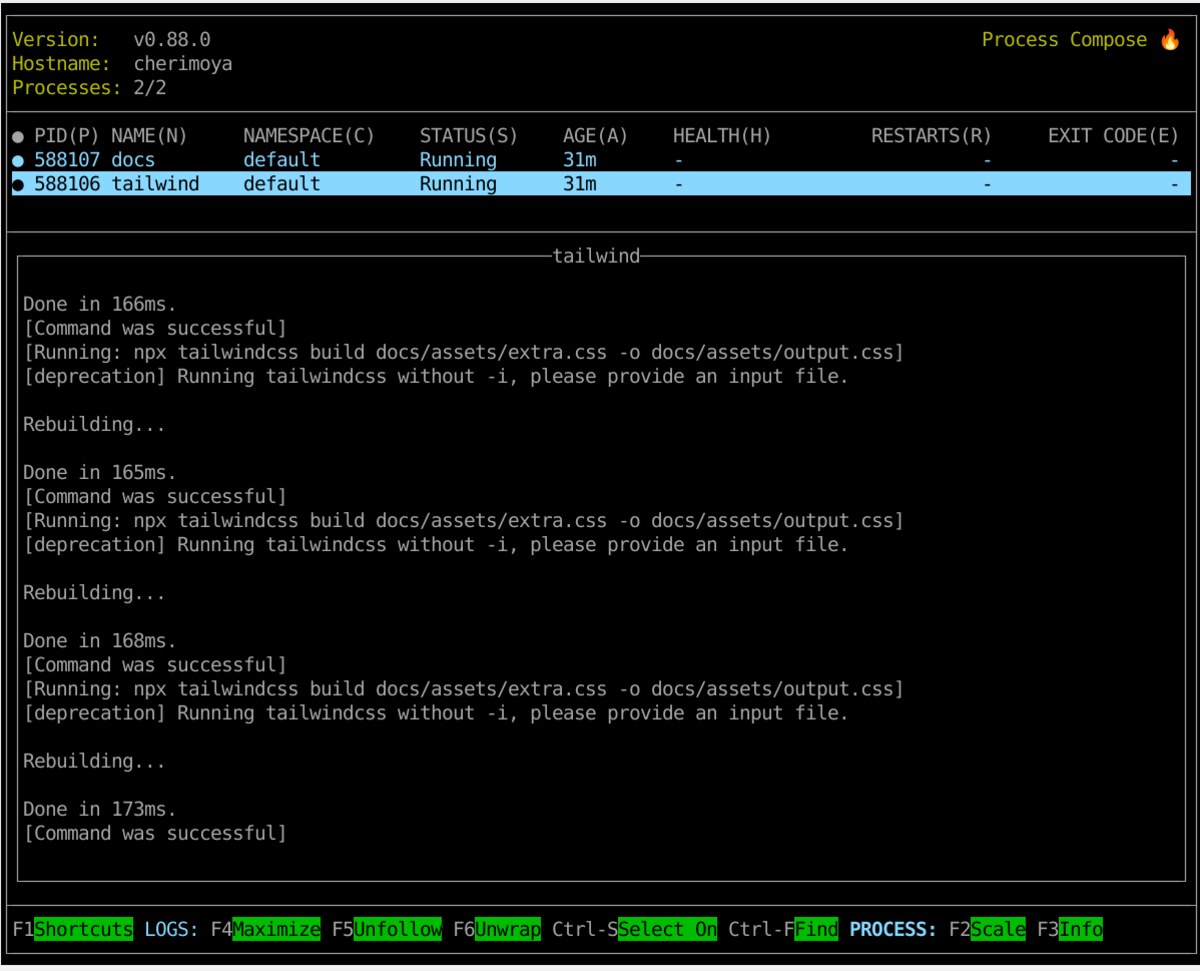 Version: v0.88.0 Process Compose 🔥
Hostname: cherimoya
Processes: 2/2
● PID(P) NAME(N) NAMESPACE(C) STATUS(S) AGE(A) HEALTH(H) RESTARTS(R) EXIT CODE(E)
● 588107 docs default Running 31m - - -
● 588106 tailwind default Running 31m - - -
tailwind
Done in 166ms.
[Command was successful]
[Running: npx tailwindcss build docs/assets/extra.css -o docs/assets/output.css]
[deprecation] Running tailwindcss without -i, please provide an input file.
Rebuilding...
Done in 165ms.
[Command was successful]
[Running: npx tailwindcss build docs/assets/extra.css -o docs/assets/output.css]
[deprecation] Running tailwindcss without -i, please provide an input file.
Rebuilding...
Done in 168ms.
[Command was successful]
[Running: npx tailwindcss build docs/assets/extra.css -o docs/assets/output.css]
[deprecation] Running tailwindcss without -i, please provide an input file.
Rebuilding...
Done in 173ms.
[Command was successful]
F1Shortcuts LOGS: F4Maximize F5Unfollow F6Unwrap Ctrl-SSelect On Ctrl-FFind PROCESS: F2Scale F3Info